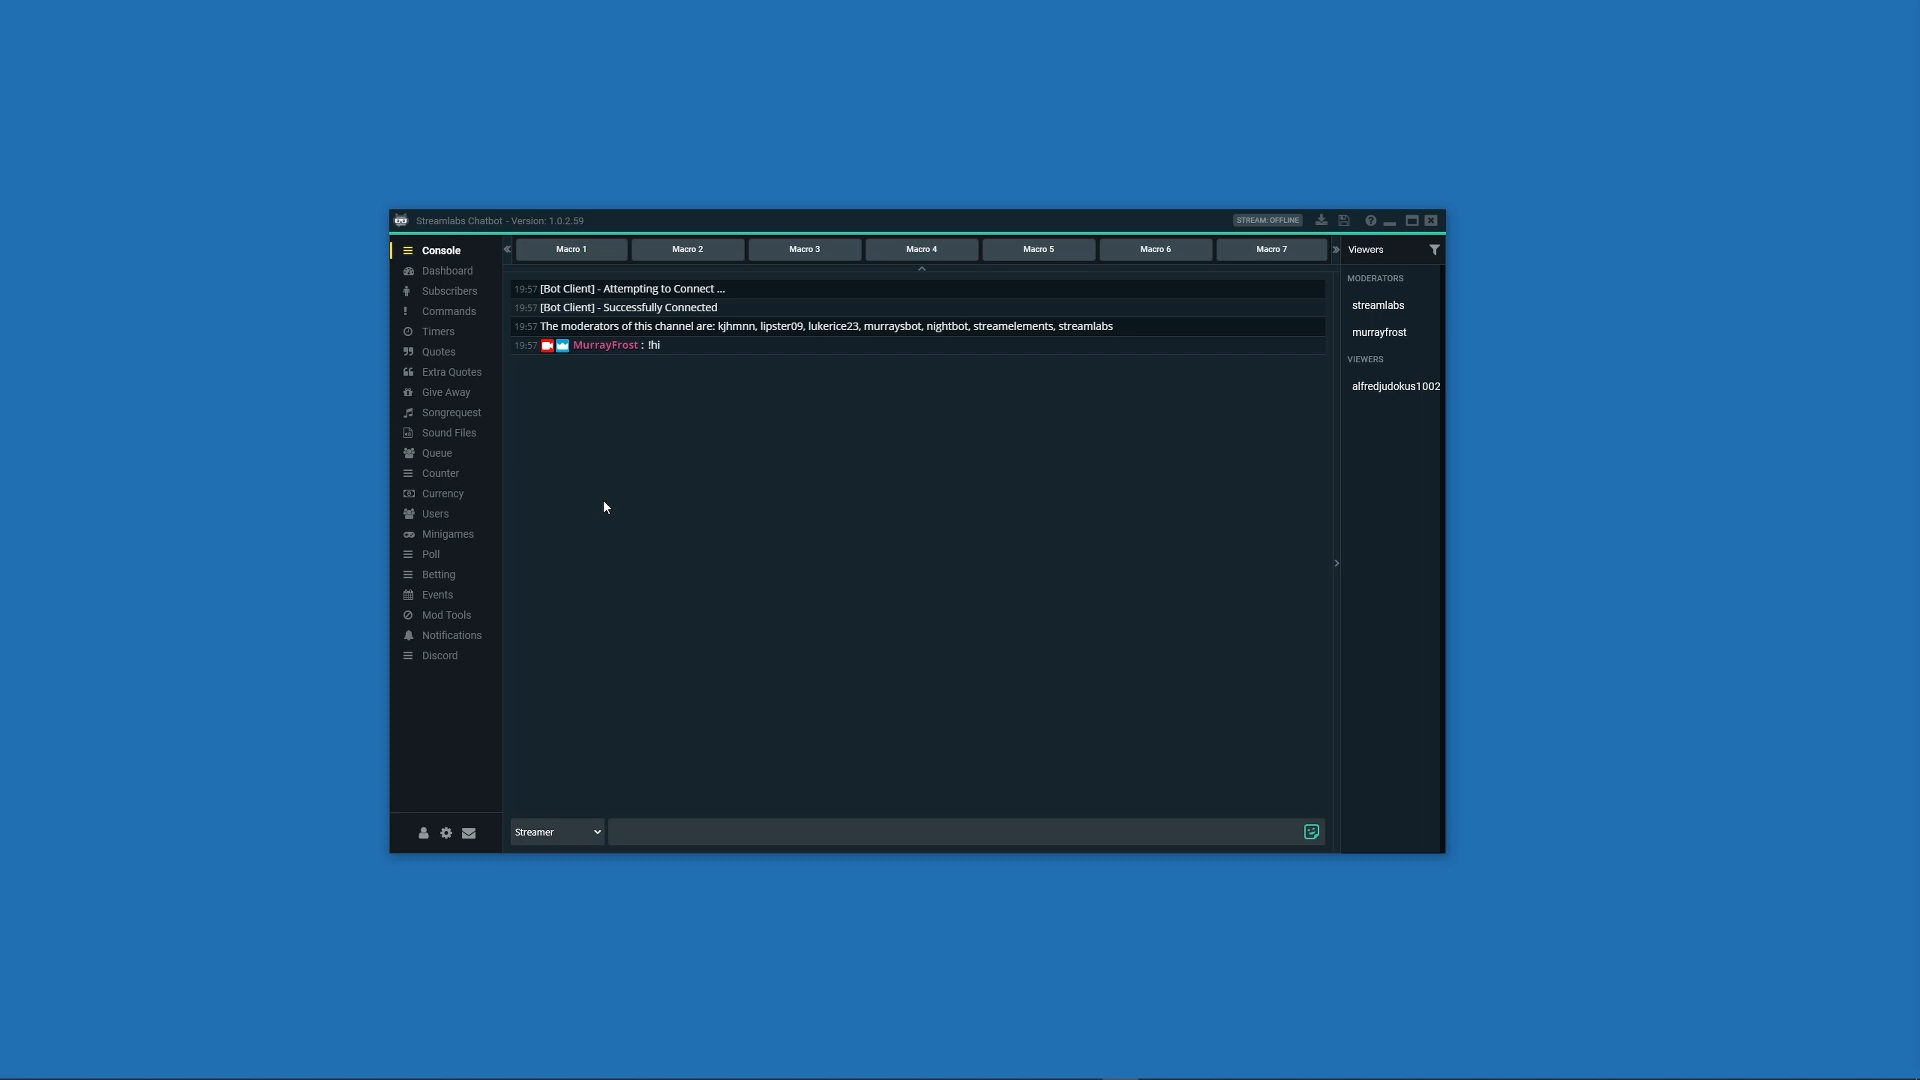 Streamlabs Chatbot - Version: 1.0.2.59
STREAM: OFFLINE
Console
Dashboard
Subscribers
Commands
Timers
Quotes
Extra Quotes
Give Away
Songrequest
Sound Files
Queue
Counter
Currency
Users
Minigames
Poll
Betting
Events
Mod Tools
Notifications
Discord
Macro 1
Macro 2
Macro 3
Macro 4
Macro 5
Macro 6
Macro 7
19:57 [Bot Client] - Attempting to Connect ...
19:57 [Bot Client] - Successfully Connected
19:57 The moderators of this channel are: kjhmnn, lipster09, lukerice23, murraysbot, nightbot, streamelements, streamlabs
19:57 MurrayFrost : !hi
Streamer
Viewers
MODERATORS
streamlabs
murrayfrost
VIEWERS
alfredjudokus1002